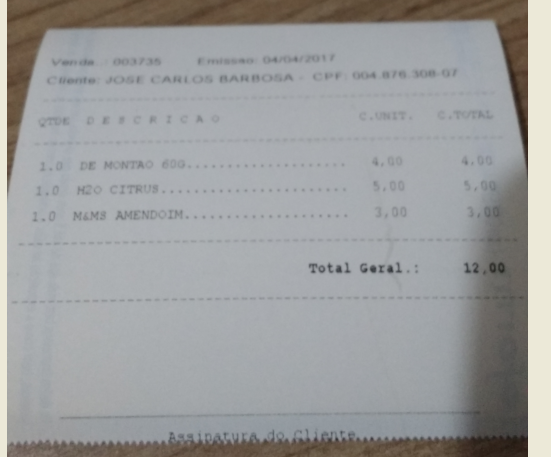 Venda .: 003735 Emissao: 04/04/2017
Cliente: JOSE CARLOS BARBOSA - CPF: 004.876.308-07
QTDE D E S C R I C A O C.UNIT. C.TOTAL
1.0 DE MONTAO 60G.................... 4,00 4,00
1.0 H2O CITRUS....................... 5,00 5,00
1.0 M&MS AMENDOIM.................... 3,00 3,00
Total Geral.: 12,00
Assinatura do Cliente